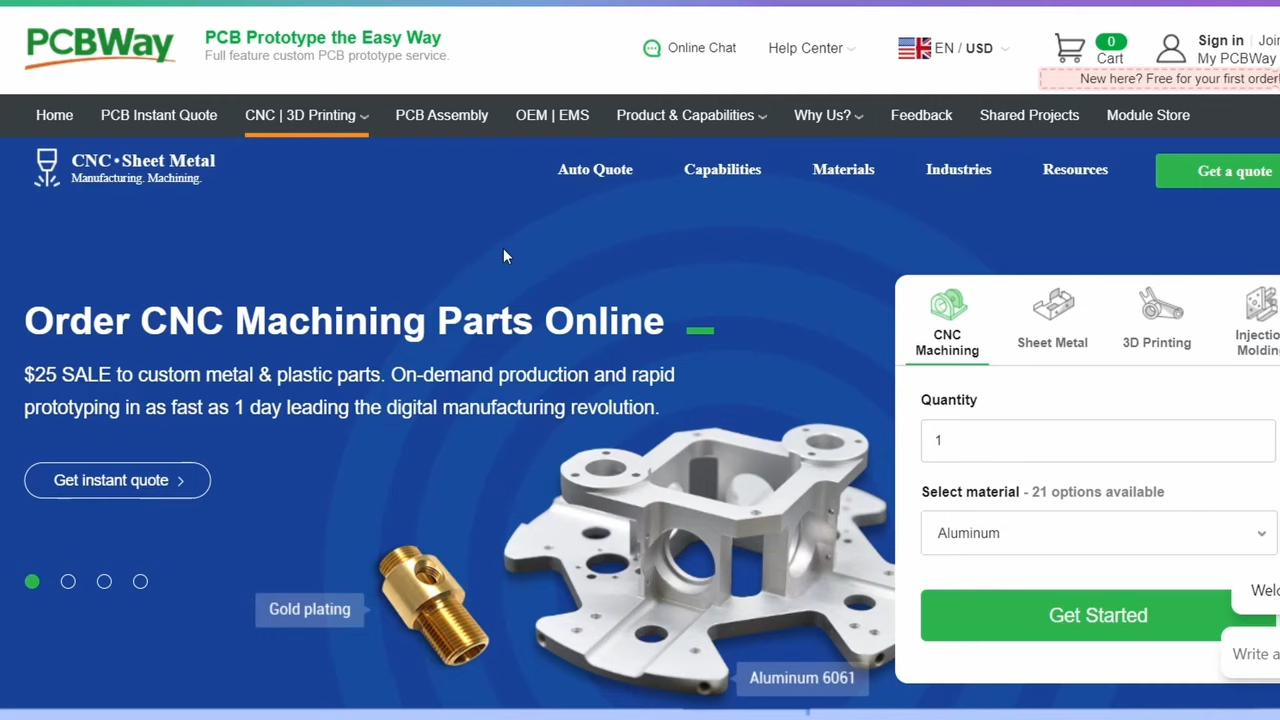 PCBWay
PCB Prototype the Easy Way
Full feature custom PCB prototype service.
Online Chat
Help Center
EN / USD
0
Cart
Sign in
Join
My PCBWay
New here? Free for your first order!
Home
PCB Instant Quote
CNC | 3D Printing
PCB Assembly
OEM | EMS
Product & Capabilities
Why Us?
Feedback
Shared Projects
Module Store
CNC•Sheet Metal
Manufacturing. Machining.
Auto Quote
Capabilities
Materials
Industries
Resources
Get a quote
Order CNC Machining Parts Online
$25 SALE to custom metal & plastic parts. On-demand production and rapid
prototyping in as fast as 1 day leading the digital manufacturing revolution.
Get instant quote
Gold plating
Aluminum 6061
CNC
Machining
Sheet Metal
3D Printing
Quantity
1
Select material - 21 options available
Aluminum
Get Started
Write a